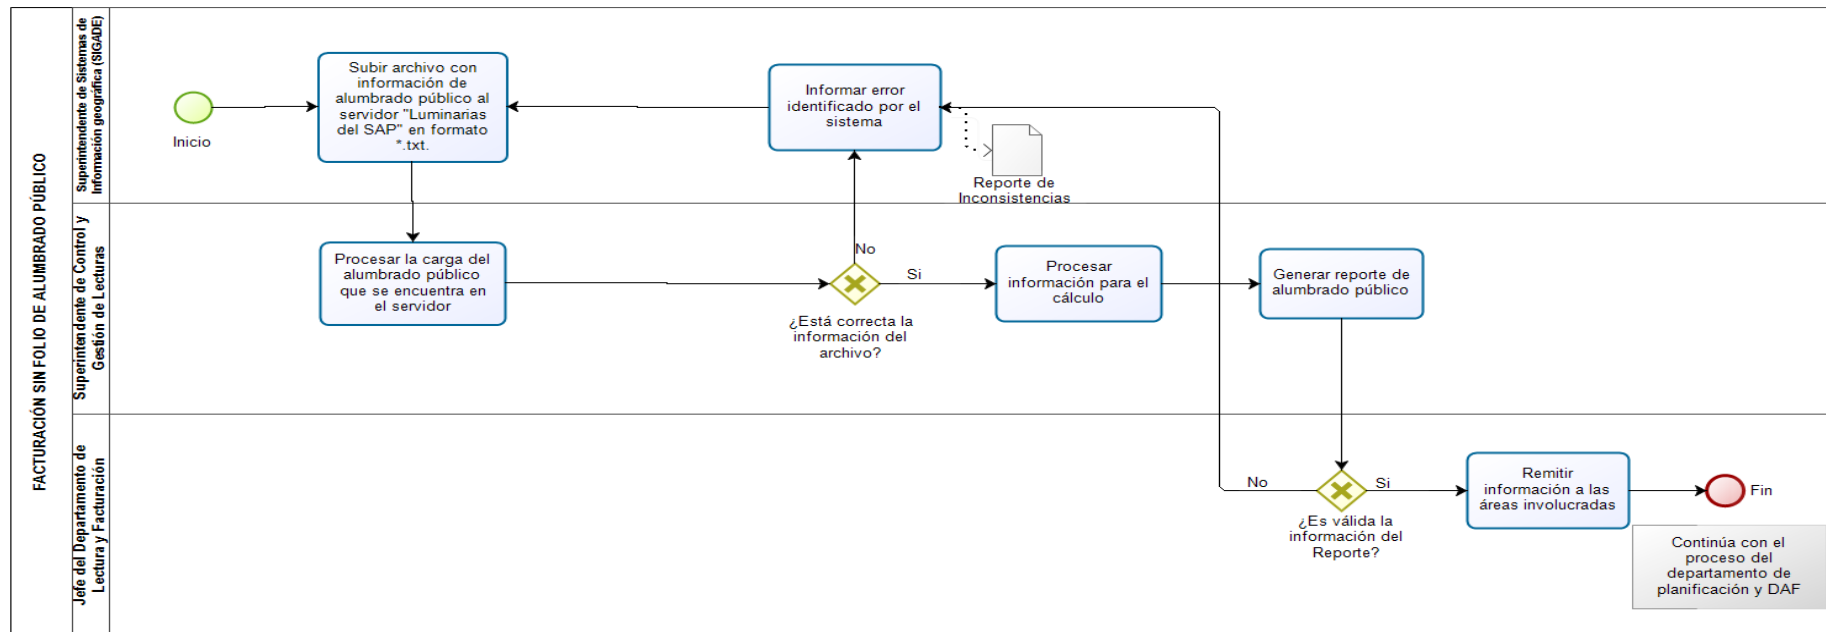 FACTURACIÓN SIN FOLIO DE ALUMBRADO PÚBLICO
Superintendente de Sistemas de
Información geográfica (SIGADE)
Inicio
Subir archivo con
información de
alumbrado público al
servidor "Luminarias
del SAP" en formato
*.txt.
Informar error
identificado por el
sistema
Reporte de
Inconsistencias
Superintendente de Control y
Gestión de Lecturas
Procesar la carga del
alumbrado público
que se encuentra en
el servidor
No
Si
¿Está correcta la
información del
archivo?
Procesar
información para el
cálculo
Generar reporte de
alumbrado público
Jefe del Departamento de
Lectura y Facturación
No
Si
¿Es válida la
información del
Reporte?
Remitir
información a las
áreas involucradas
Fin
Continúa con el
proceso del
departamento de
planificación y DAF